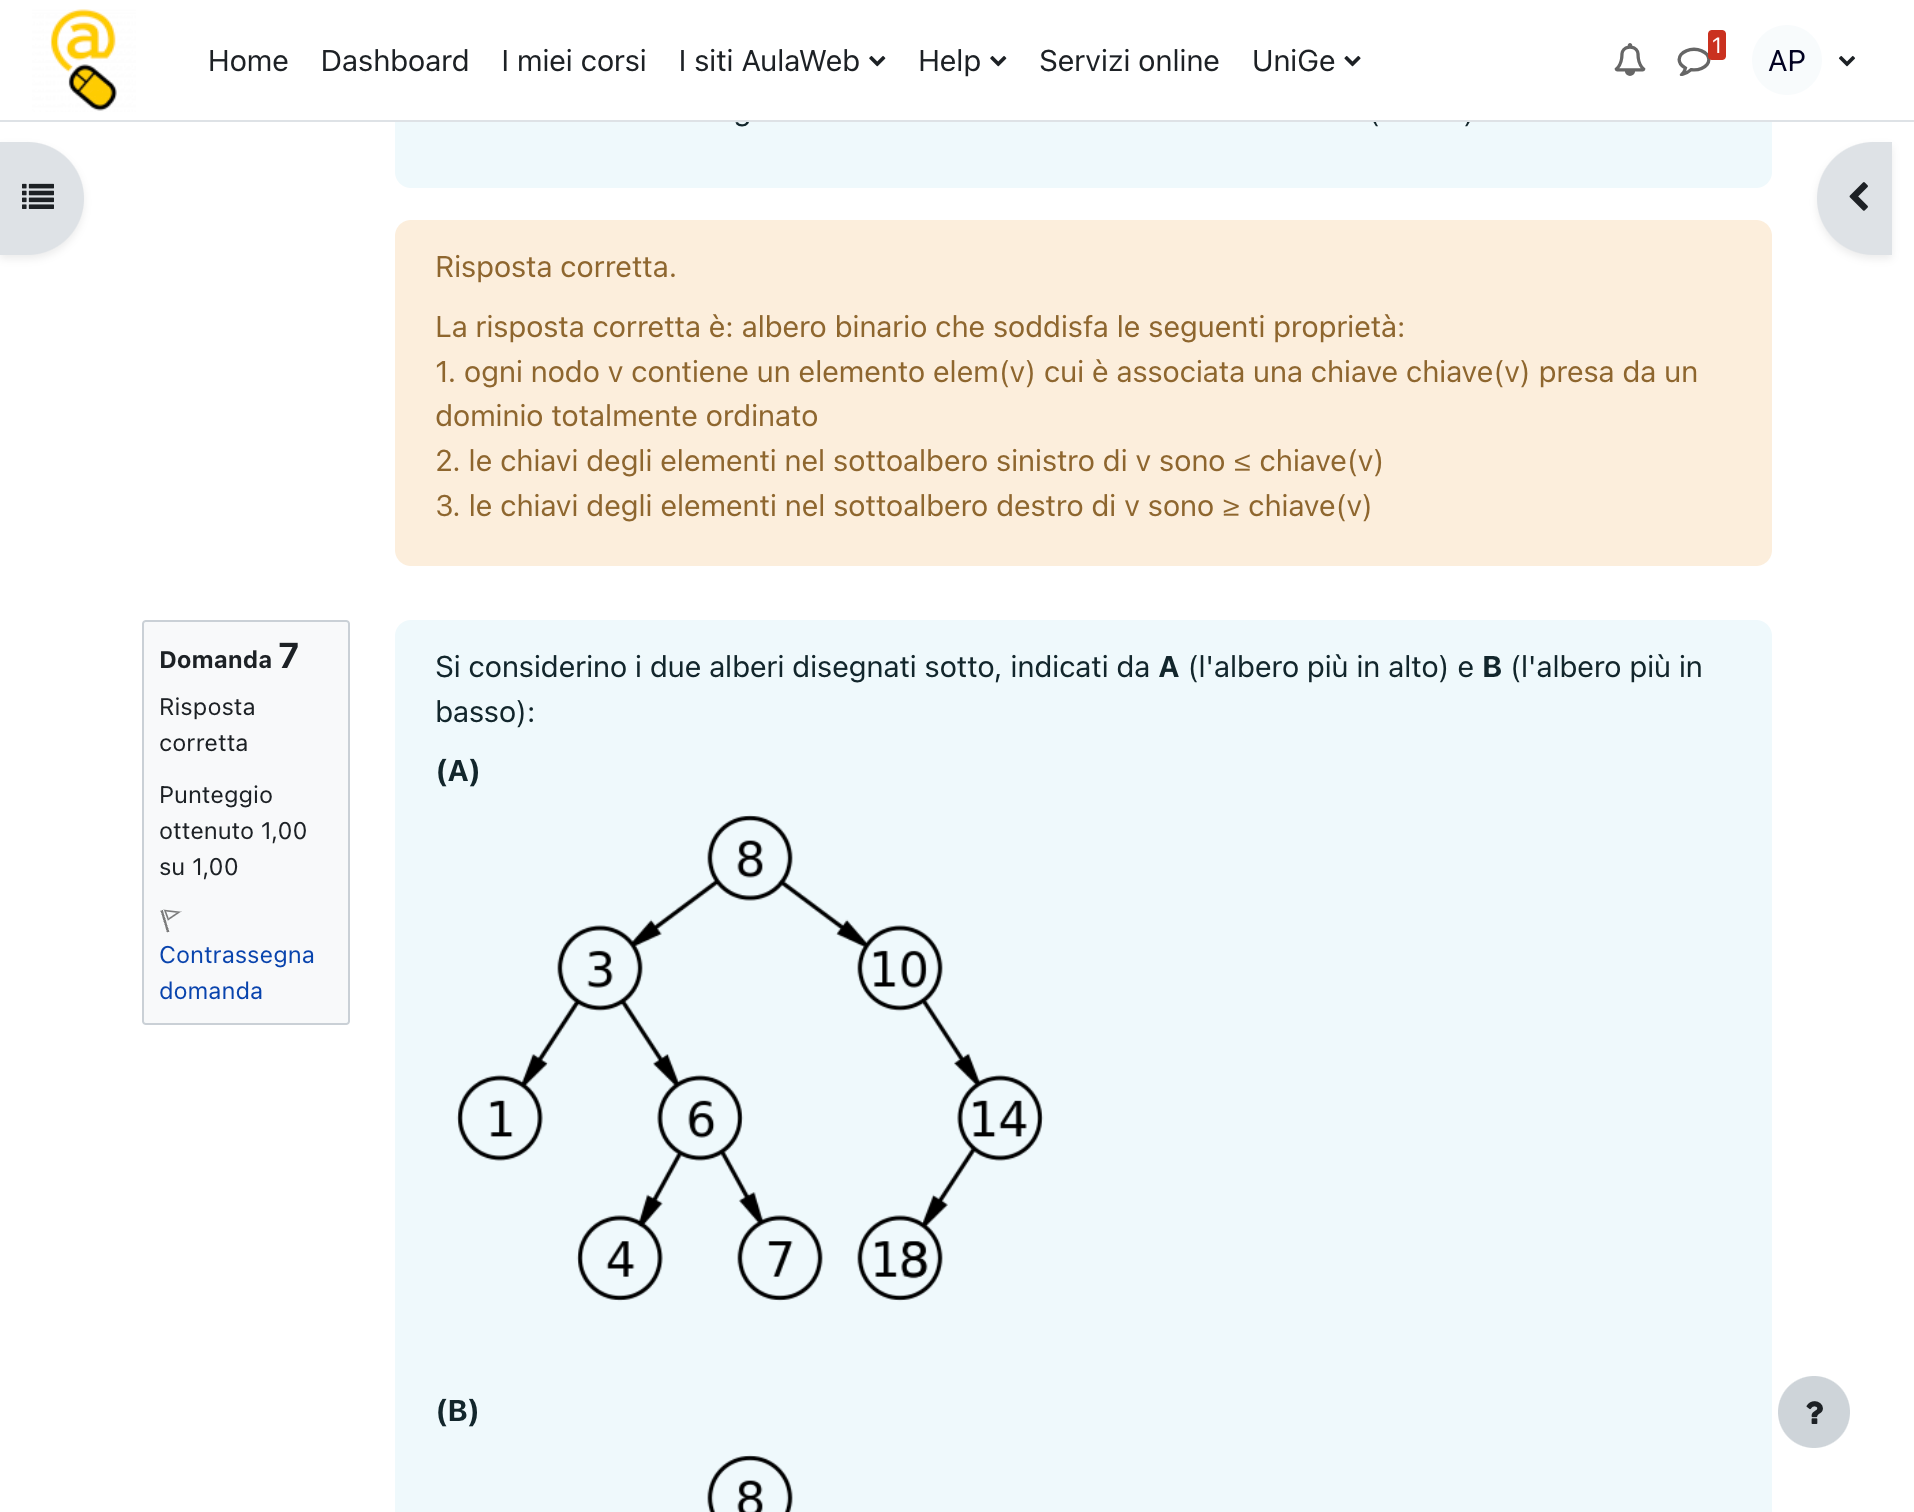 Home Dashboard I miei corsi I siti AulaWeb Help Servizi online UniGe 1 AP
Risposta corretta.
La risposta corretta è: albero binario che soddisfa le seguenti proprietà:
1. ogni nodo v contiene un elemento elem(v) cui è associata una chiave chiave(v) presa da un
dominio totalmente ordinato
2. le chiavi degli elementi nel sottoalbero sinistro di v sono ≤ chiave(v)
3. le chiavi degli elementi nel sottoalbero destro di v sono ≥ chiave(v)
Domanda 7
Risposta
corretta
Punteggio
ottenuto 1,00
su 1,00
Contrassegna
domanda
Si considerino i due alberi disegnati sotto, indicati da A (l'albero più in alto) e B (l'albero più in
basso):
(A)
8
3 10
1 6 14
4 7 18
(B)
8
?